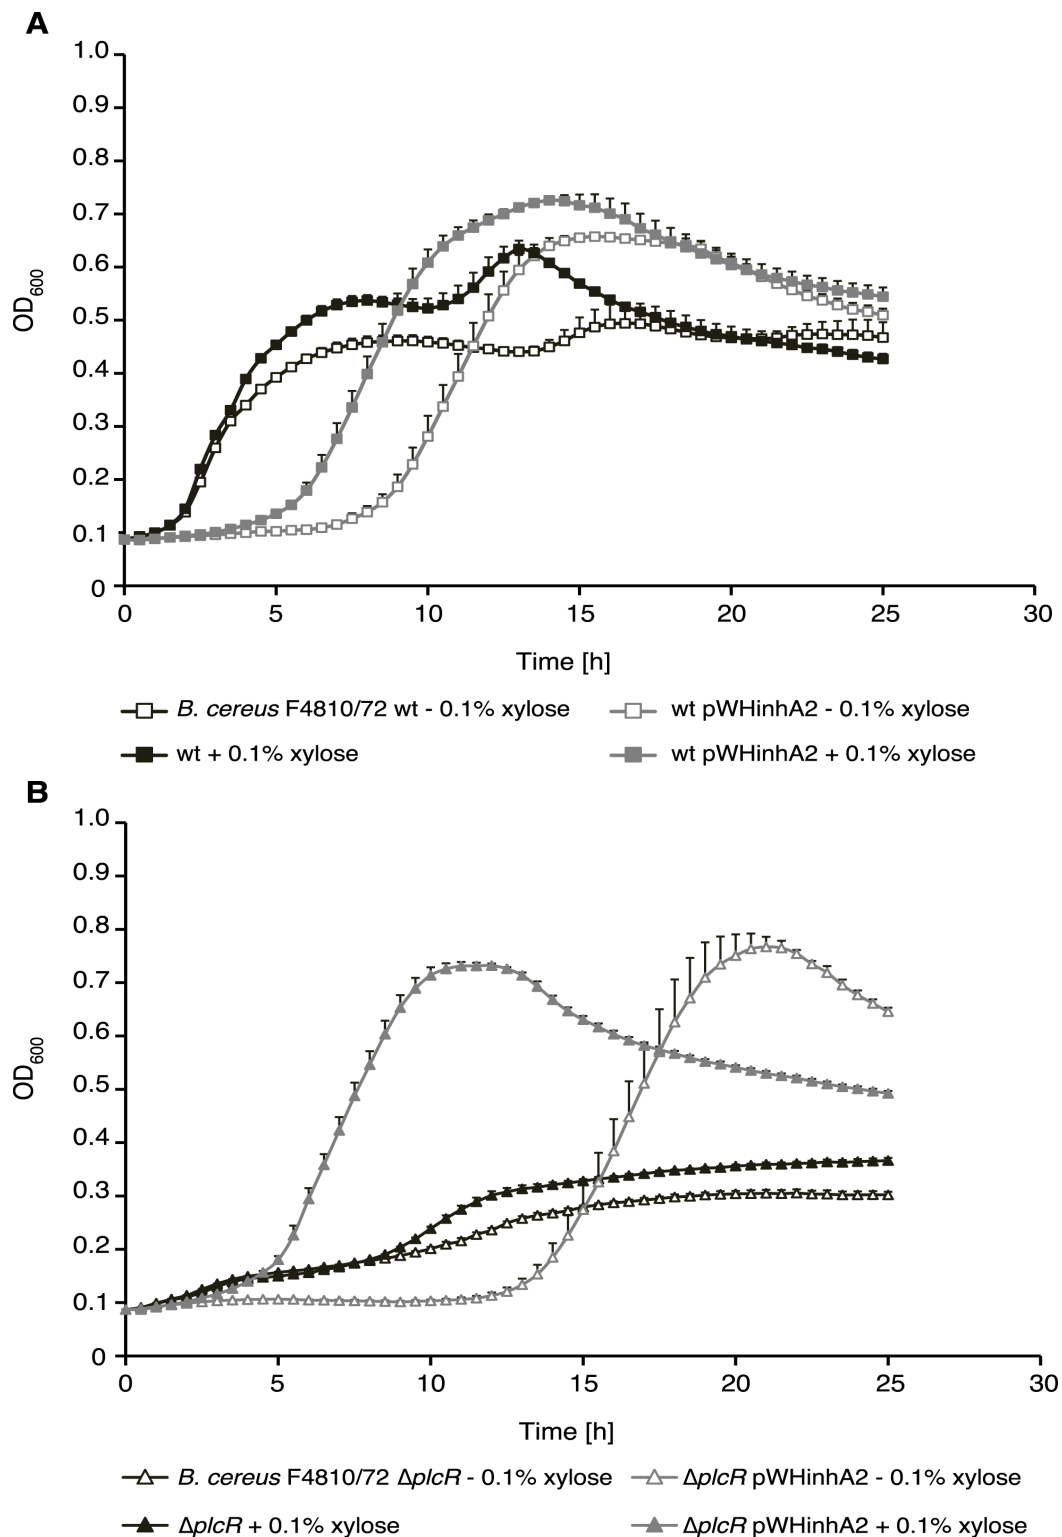 A
1.0
0.9
0.8
0.7
0.6
0.5
0.4
0.3
0.2
0.1
0
OD600
0 5 10 15 20 25 30
Time [h]
B. cereus F4810/72 wt - 0.1% xylose
wt pWHinhA2 - 0.1% xylose
wt + 0.1% xylose
wt pWHinhA2 + 0.1% xylose
B
1.0
0.9
0.8
0.7
0.6
0.5
0.4
0.3
0.2
0.1
0
OD600
0 5 10 15 20 25 30
Time [h]
B. cereus F4810/72 ΔplcR - 0.1% xylose
ΔplcR pWHinhA2 - 0.1% xylose
ΔplcR + 0.1% xylose
ΔplcR pWHinhA2 + 0.1% xylose